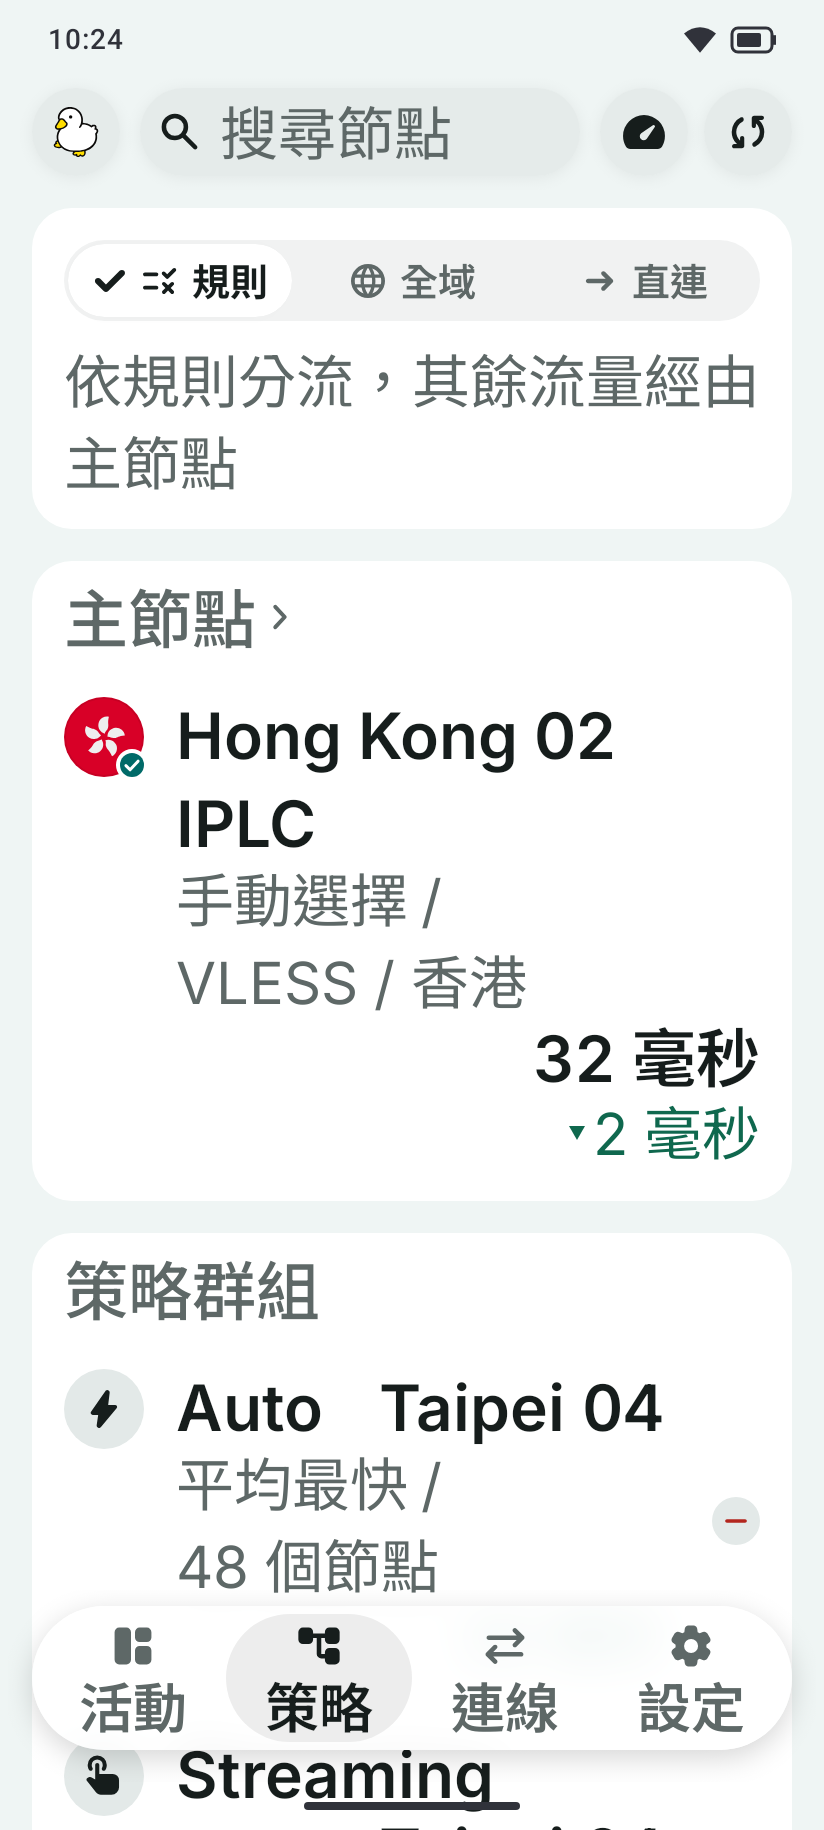 10:24
搜尋節點
規則 全域 直連
依規則分流，其餘流量經由
主節點
主節點
Hong Kong 02
IPLC
手動選擇 /
VLESS / 香港
32 毫秒
▼2 毫秒
策略群組
Auto Taipei 04
平均最快 /
48 個節點
活動 策略 連線 設定
Streaming